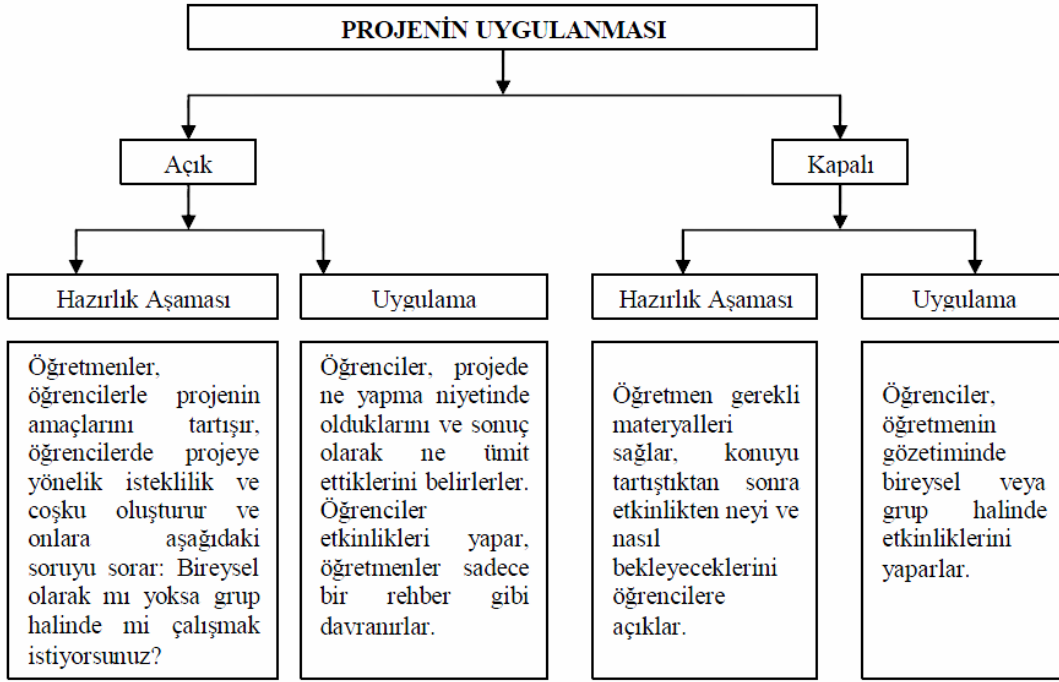 PROJENİN UYGULANMASI
Açık
Kapalı
Hazırlık Aşaması
Uygulama
Hazırlık Aşaması
Uygulama
Öğretmenler,
öğrencilerle projenin
amaçlarını tartışır,
öğrencilerde projeye
yönelik isteklilik ve
coşku oluşturur ve
onlara aşağıdaki
soruyu sorar: Bireysel
olarak mı yoksa grup
halinde mi çalışmak
istiyorsunuz?
Öğrenciler, projede
ne yapma niyetinde
olduklarını ve sonuç
olarak ne ümit
ettiklerini belirlerler.
Öğrenciler
etkinlikleri yapar,
öğretmenler sadece
bir rehber gibi
davranırlar.
Öğretmen gerekli
materyalleri
sağlar, konuyu
tartıştıktan sonra
etkinlikten neyi ve
nasıl
bekleyeceklerini
öğrencilere
açıklar.
Öğrenciler,
öğretmenin
gözetiminde
bireysel veya
grup halinde
etkinliklerini
yaparlar.